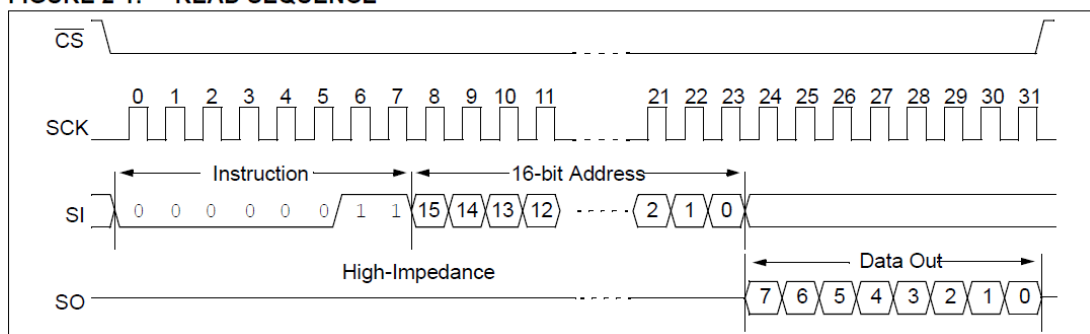 CS
0 1 2 3 4 5 6 7 8 9 10 11 21 22 23 24 25 26 27 28 29 30 31
SCK
Instruction 16-bit Address
SI 0 0 0 0 0 0 1 1 15 14 13 12 2 1 0
Data Out
High-Impedance
SO 7 6 5 4 3 2 1 0